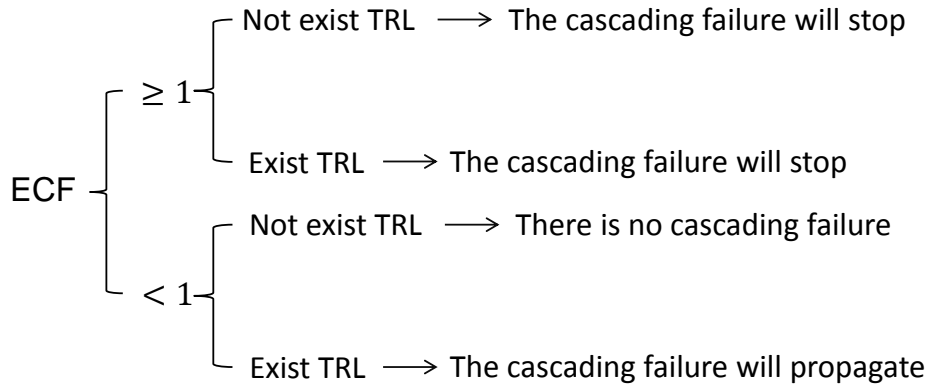 Not exist TRL ⟶ The cascading failure will stop
≥ 1
Exist TRL ⟶ The cascading failure will stop
ECF
Not exist TRL ⟶ There is no cascading failure
< 1
Exist TRL ⟶ The cascading failure will propagate